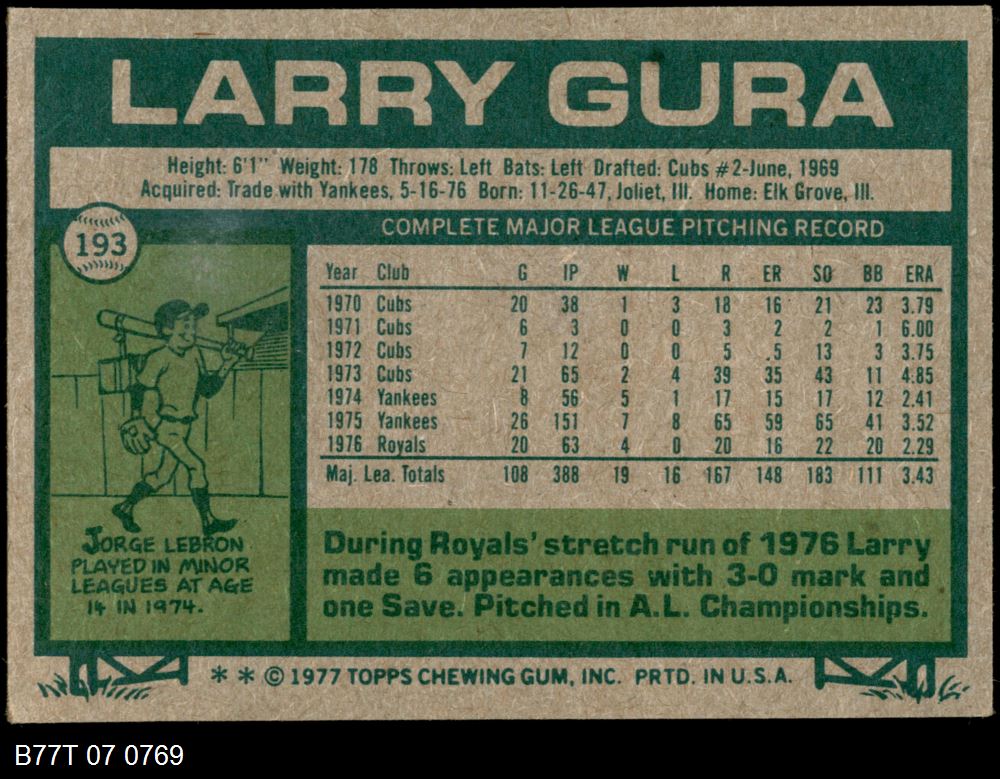 LARRY GURA
Height: 6'1" Weight: 178 Throws: Left Bats: Left Drafted: Cubs #2-June, 1969
Acquired: Trade with Yankees, 5-16-76 Born: 11-26-47, Joliet, Ill. Home: Elk Grove, Ill.
193
COMPLETE MAJOR LEAGUE PITCHING RECORD
Year Club G IP W L R ER SO BB ERA
1970 Cubs 20 38 1 3 18 16 21 23 3.79
1971 Cubs 6 3 0 0 3 2 2 1 6.00
1972 Cubs 7 12 0 0 5 .5 13 3 3.75
1973 Cubs 21 65 2 4 39 35 43 11 4.85
1974 Yankees 8 56 5 1 17 15 17 12 2.41
1975 Yankees 26 151 7 8 65 59 65 41 3.52
1976 Royals 20 63 4 0 20 16 22 20 2.29
Maj. Lea. Totals 108 388 19 16 167 148 183 111 3.43
JORGE LEBRON
PLAYED IN MINOR
LEAGUES AT AGE
14 IN 1974.
During Royals' stretch run of 1976 Larry
made 6 appearances with 3-0 mark and
one Save. Pitched in A.L. Championships.
* * © 1977 TOPPS CHEWING GUM, INC. PRTD. IN U.S.A.
B77T 07 0769